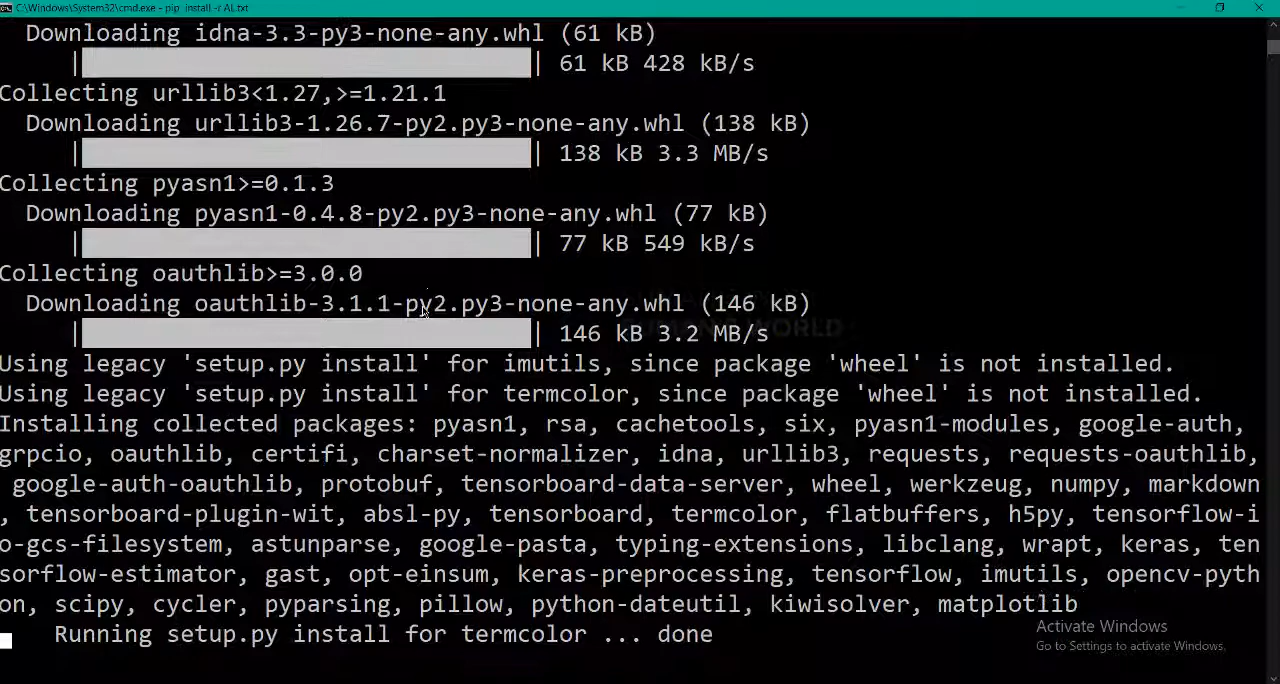 C:\Windows\System32\cmd.exe - pip install -r AL.txt
Downloading idna-3.3-py3-none-any.whl (61 kB)
| | 61 kB 428 kB/s
Collecting urllib3<1.27,>=1.21.1
Downloading urllib3-1.26.7-py2.py3-none-any.whl (138 kB)
| | 138 kB 3.3 MB/s
Collecting pyasn1>=0.1.3
Downloading pyasn1-0.4.8-py2.py3-none-any.whl (77 kB)
| | 77 kB 549 kB/s
Collecting oauthlib>=3.0.0
Downloading oauthlib-3.1.1-py2.py3-none-any.whl (146 kB)
| | 146 kB 3.2 MB/s
WORLD
Using legacy 'setup.py install' for imutils, since package 'wheel' is not installed.
Using legacy 'setup.py install' for termcolor, since package 'wheel' is not installed.
Installing collected packages: pyasn1, rsa, cachetools, six, pyasn1-modules, google-auth,
grpcio, oauthlib, certifi, charset-normalizer, idna, urllib3, requests, requests-oauthlib,
google-auth-oauthlib, protobuf, tensorboard-data-server, wheel, werkzeug, numpy, markdown
, tensorboard-plugin-wit, absl-py, tensorboard, termcolor, flatbuffers, h5py, tensorflow-i
o-gcs-filesystem, astunparse, google-pasta, typing-extensions, libclang, wrapt, keras, ten
sorflow-estimator, gast, opt-einsum, keras-preprocessing, tensorflow, imutils, opencv-pyth
on, scipy, cycler, pyparsing, pillow, python-dateutil, kiwisolver, matplotlib
Running setup.py install for termcolor ... done
Activate Windows
Go to Settings to activate Windows.